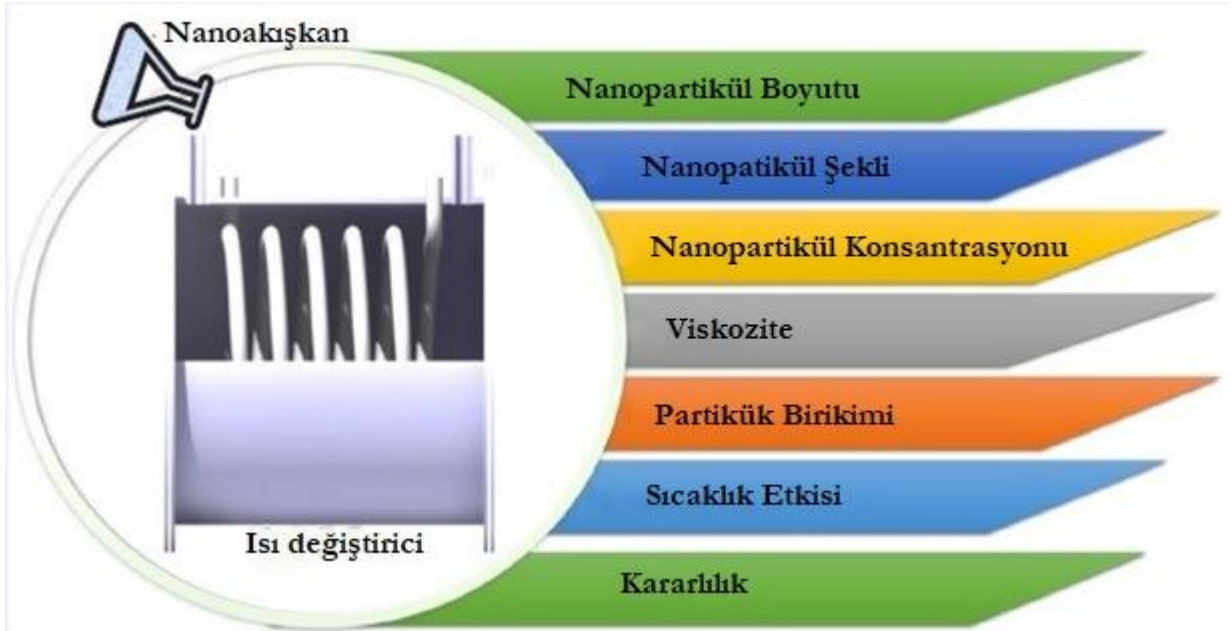 Nanoakışkan
Nanopartikül Boyutu
Nanopatikül Şekli
Nanopartikül Konsantrasyonu
Viskozite
Partikük Birikimi
Sıcaklık Etkisi
Isı değiştirici
Kararlılık